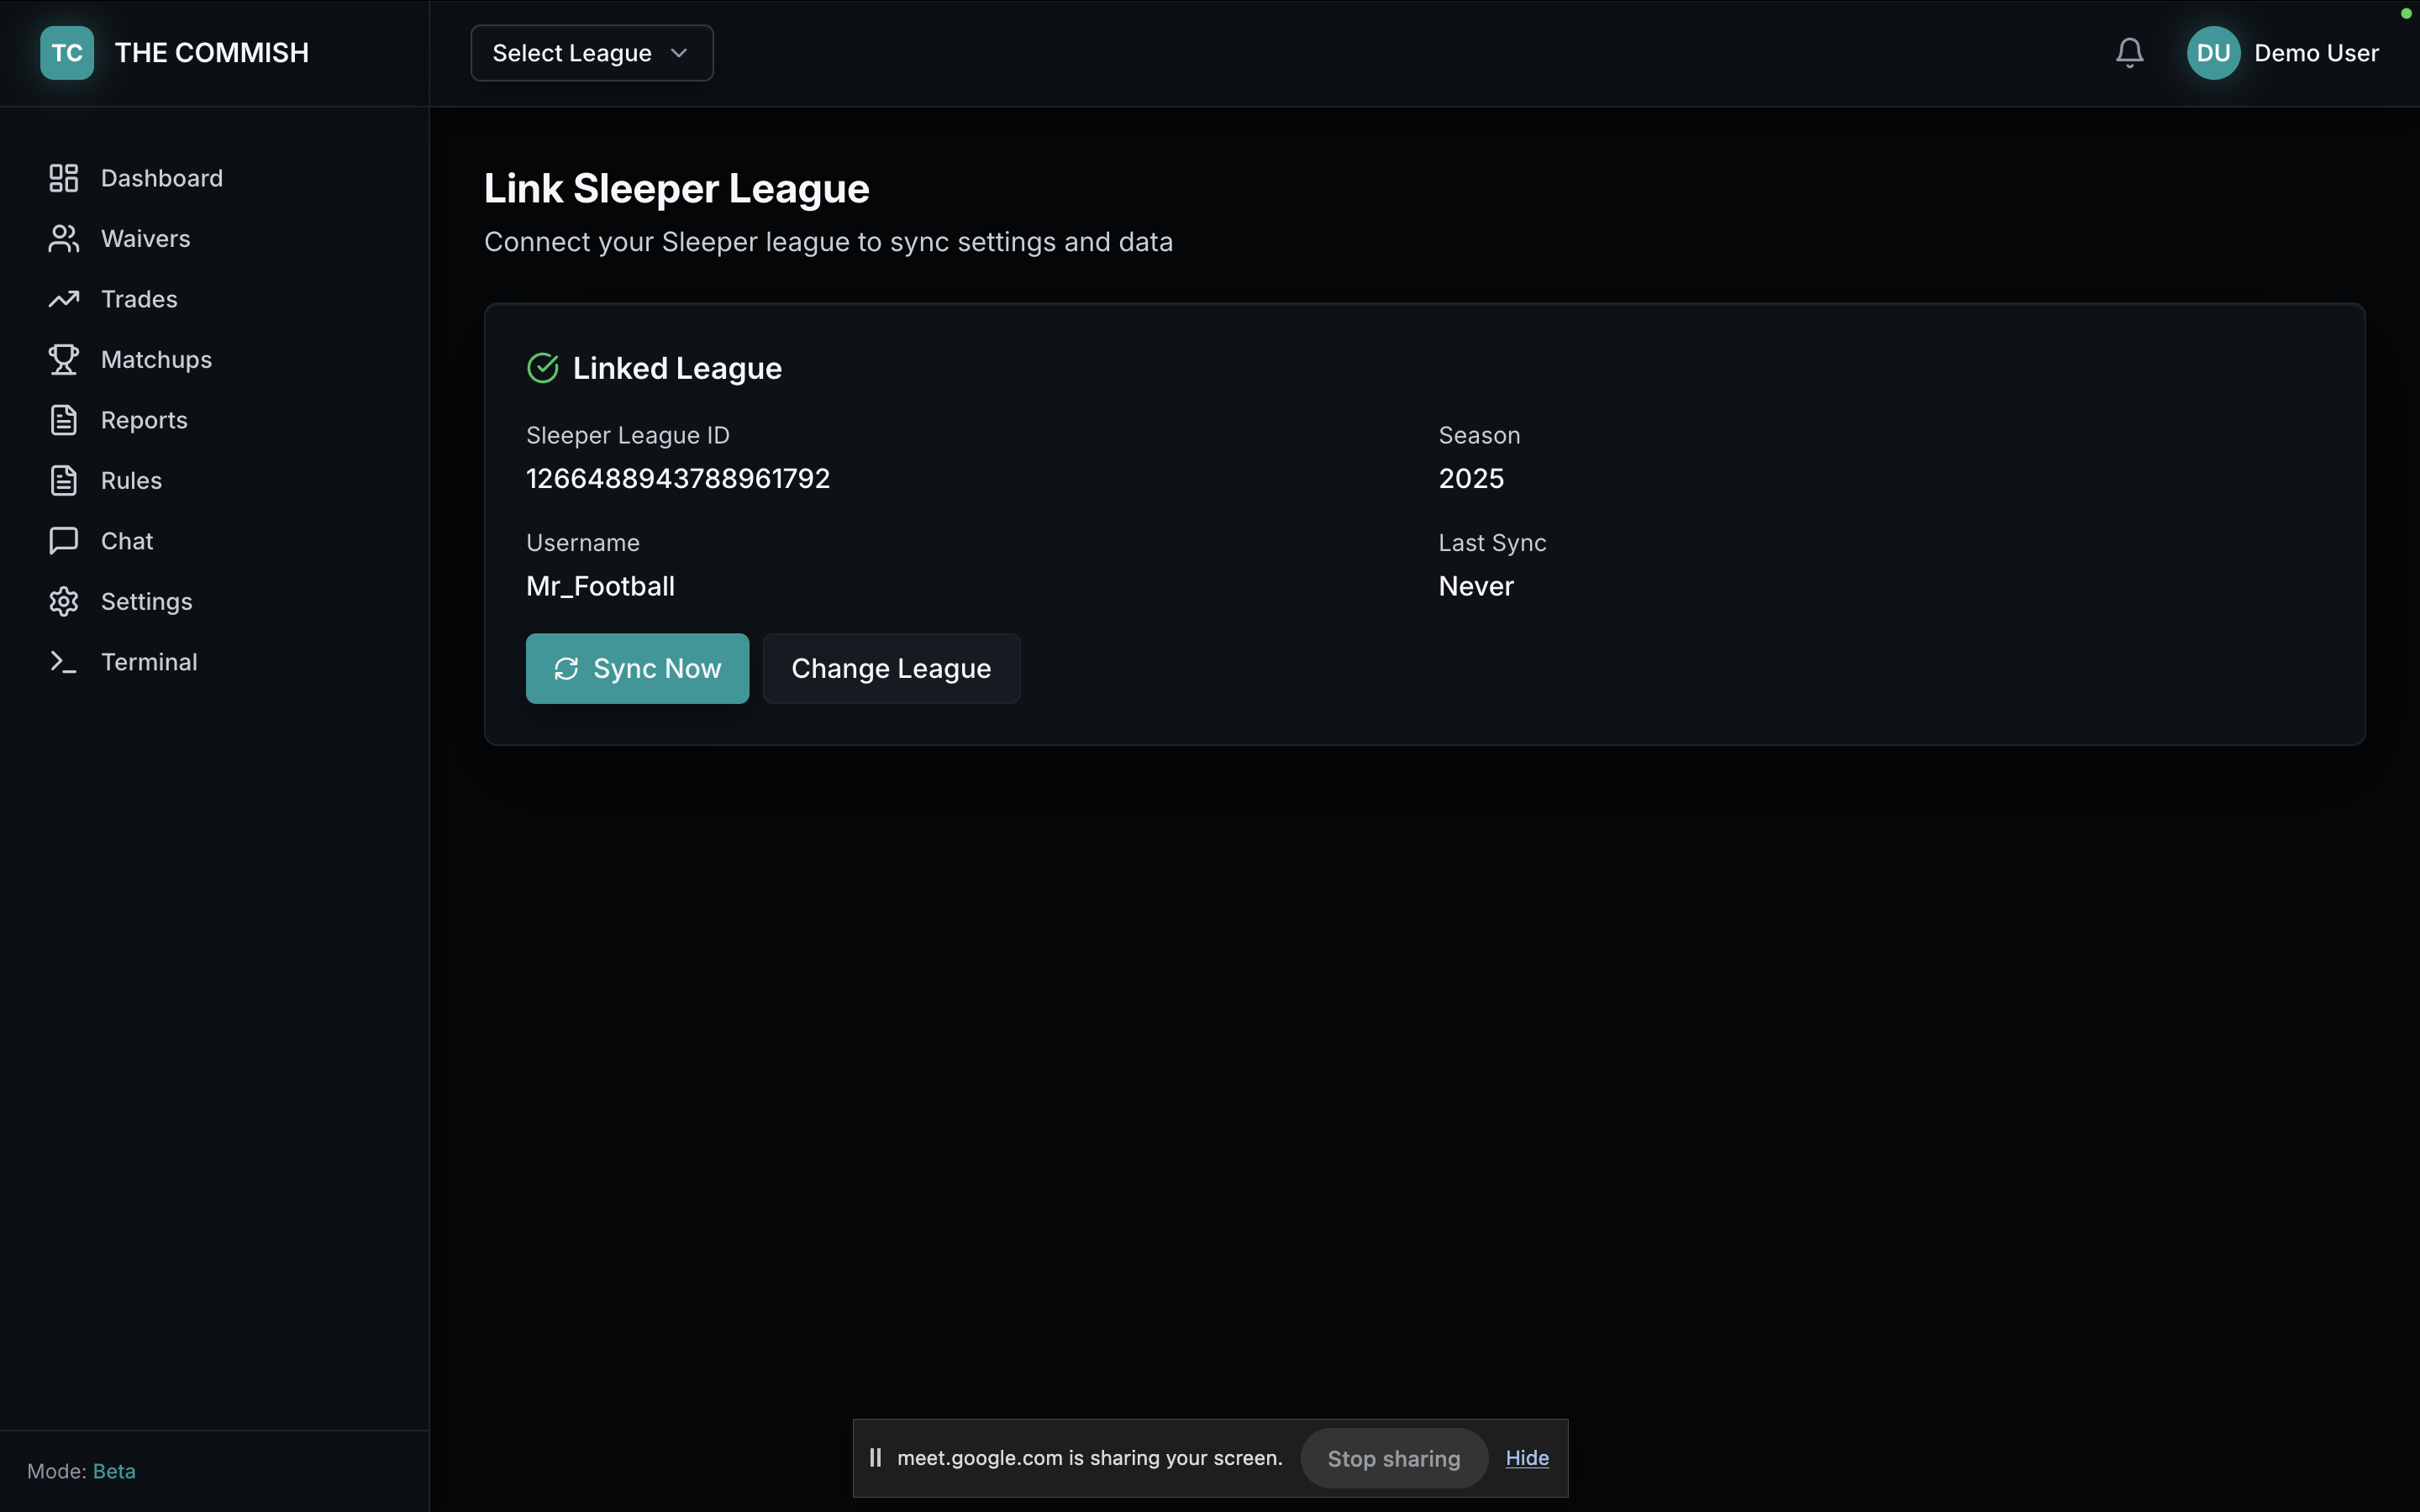 TC THE COMMISH
Select League
DU Demo User
Dashboard
Waivers
Trades
Matchups
Reports
Rules
Chat
Settings
Terminal
Mode: Beta
Link Sleeper League
Connect your Sleeper league to sync settings and data
Linked League
Sleeper League ID
1266488943788961792
Season
2025
Username
Mr_Football
Last Sync
Never
Sync Now
Change League
meet.google.com is sharing your screen. Stop sharing Hide